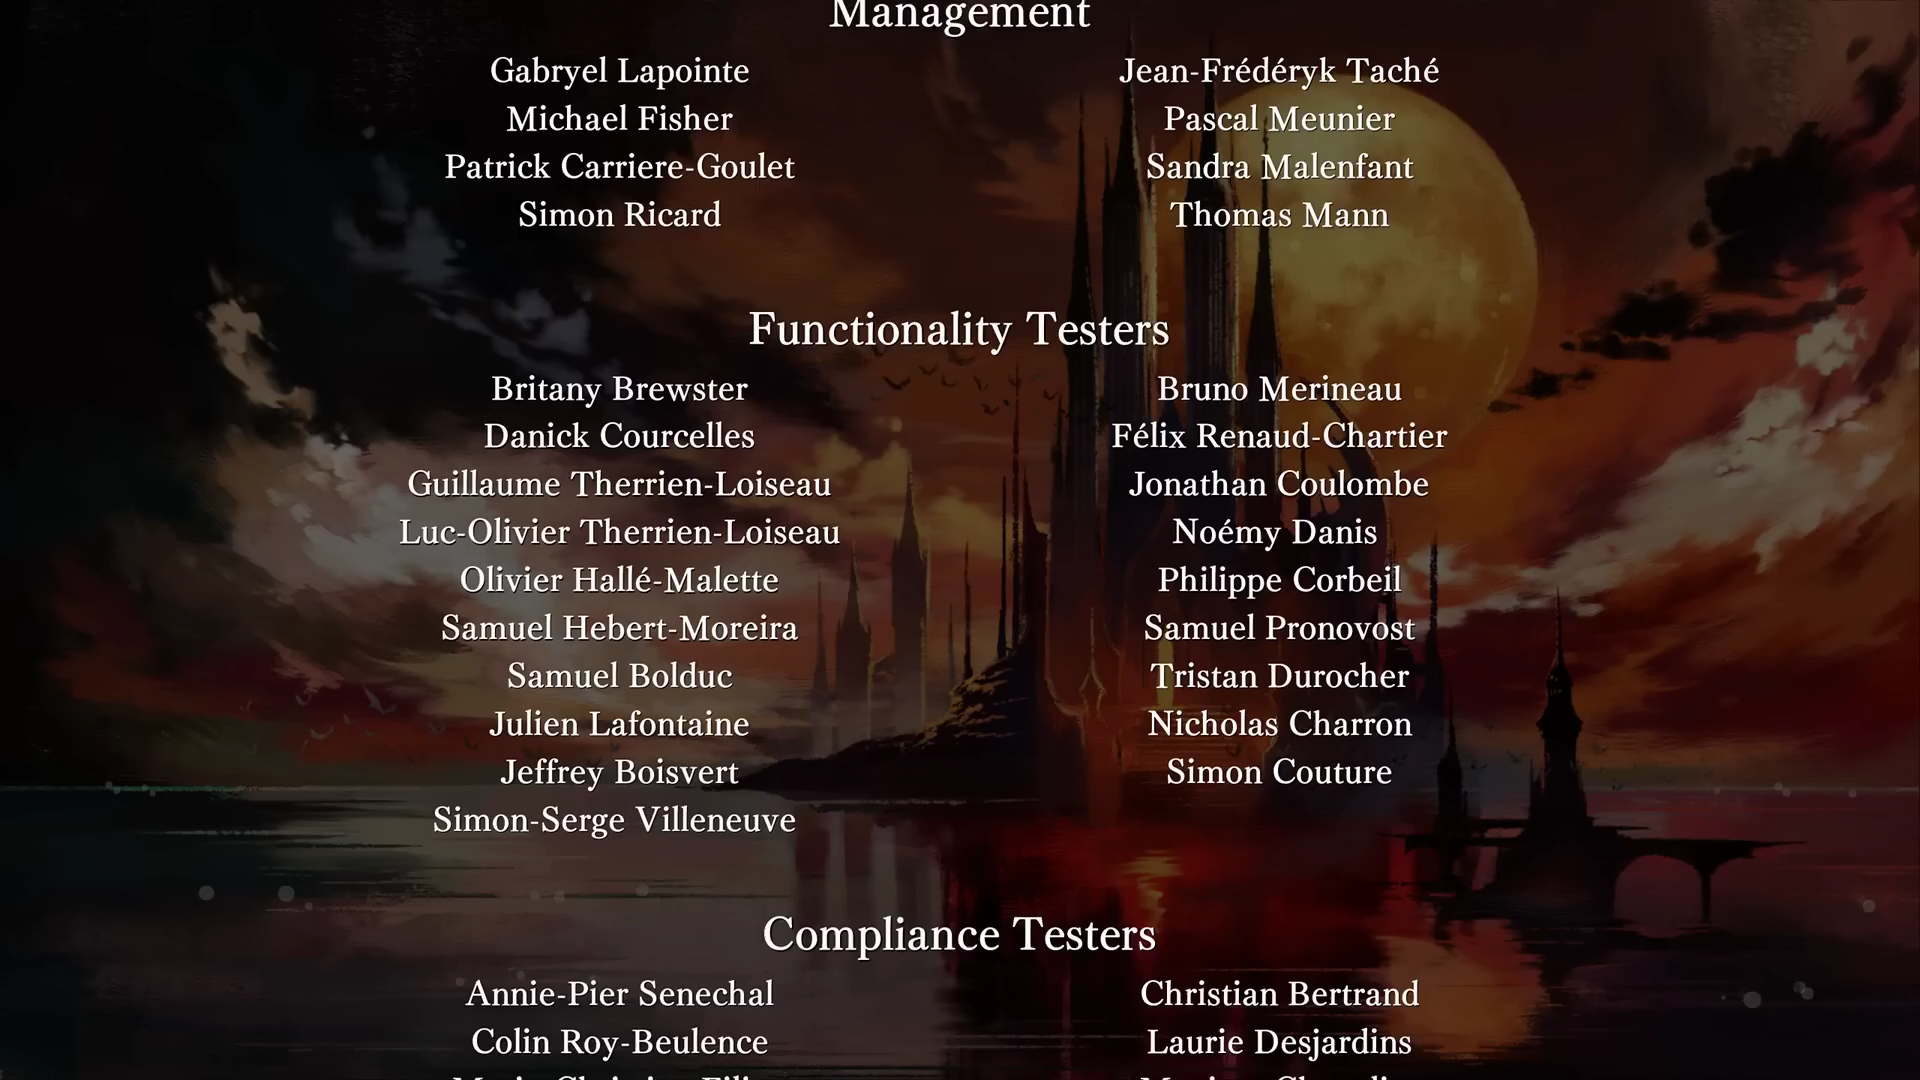 Management
Gabryel Lapointe Jean-Frédéryk Taché
Michael Fisher Pascal Meunier
Patrick Carriere-Goulet Sandra Malenfant
Simon Ricard Thomas Mann
Functionality Testers
Britany Brewster Bruno Merineau
Danick Courcelles Félix Renaud-Chartier
Guillaume Therrien-Loiseau Jonathan Coulombe
Luc-Olivier Therrien-Loiseau Noémy Danis
Olivier Hallé-Malette Philippe Corbeil
Samuel Hebert-Moreira Samuel Pronovost
Samuel Bolduc Tristan Durocher
Julien Lafontaine Nicholas Charron
Jeffrey Boisvert Simon Couture
Simon-Serge Villeneuve
Compliance Testers
Annie-Pier Senechal Christian Bertrand
Colin Roy-Beulence Laurie Desjardins